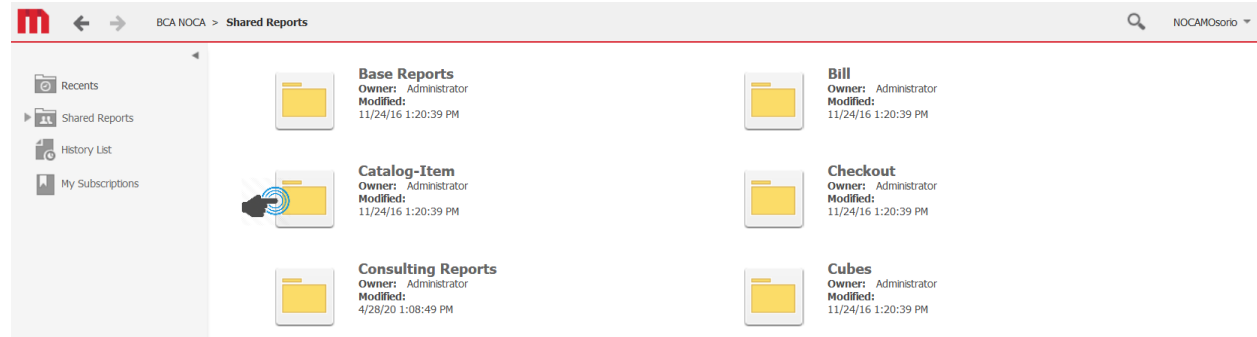 BCA NOCA > Shared Reports
NOCAMOsorio
Recents
Shared Reports
History List
My Subscriptions
Base Reports
Owner: Administrator
Modified:
11/24/16 1:20:39 PM
Bill
Owner: Administrator
Modified:
11/24/16 1:20:39 PM
Catalog-Item
Owner: Administrator
Modified:
11/24/16 1:20:39 PM
Checkout
Owner: Administrator
Modified:
11/24/16 1:20:39 PM
Consulting Reports
Owner: Administrator
Modified:
4/28/20 1:08:49 PM
Cubes
Owner: Administrator
Modified:
11/24/16 1:20:39 PM